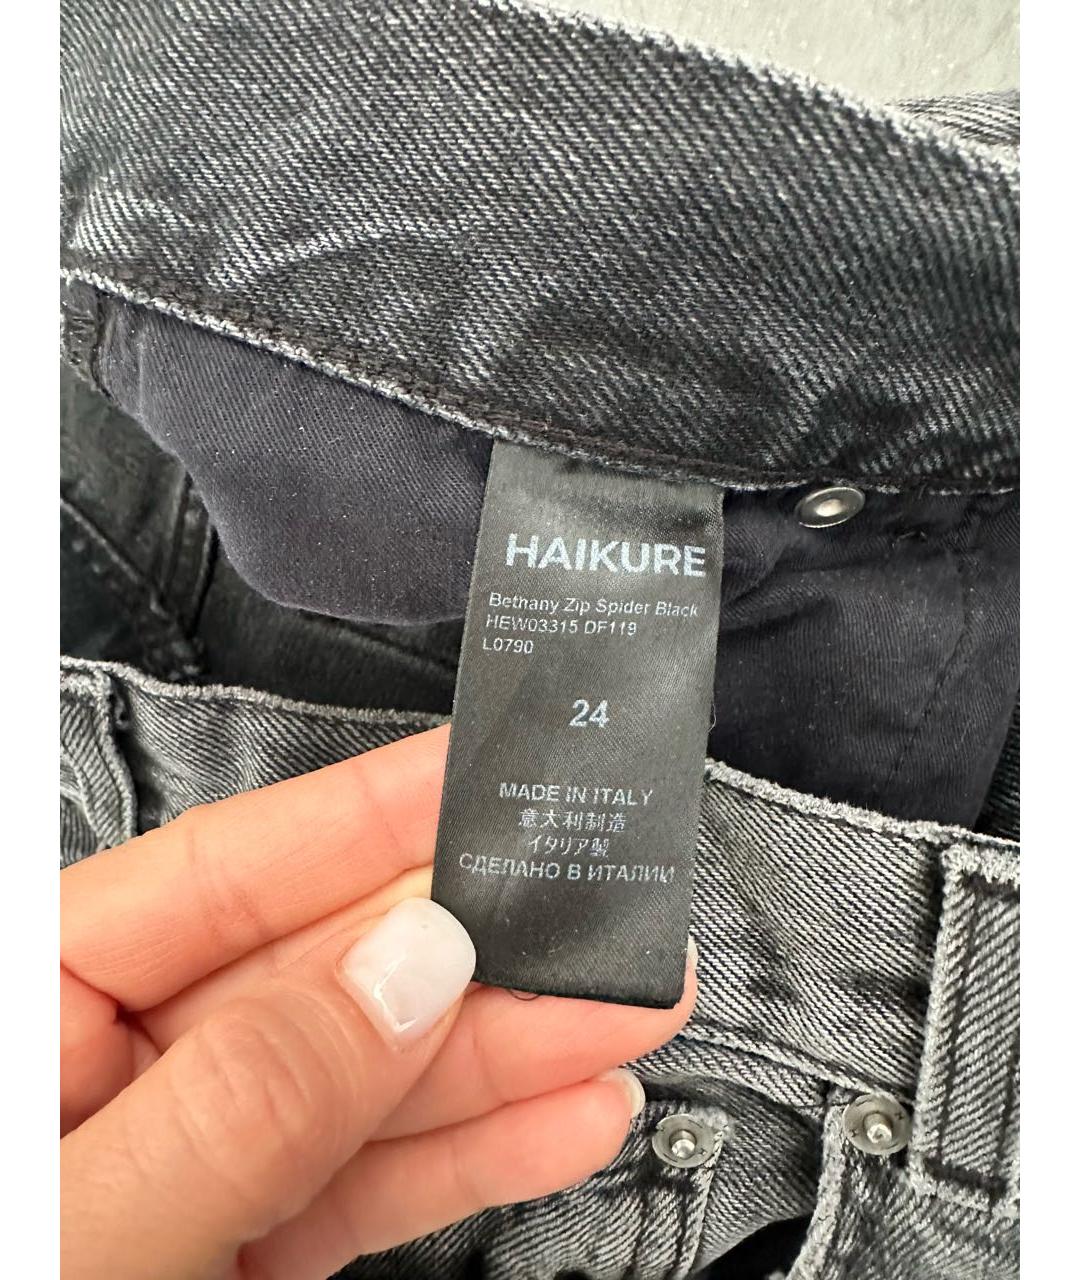 HAIKURE
Bethany Zip Spider Black
HEW03315 DF119
L0790
24
MADE IN ITALY
意大利制造
イタリア製
СДЕЛАНО В ИТАЛИИ